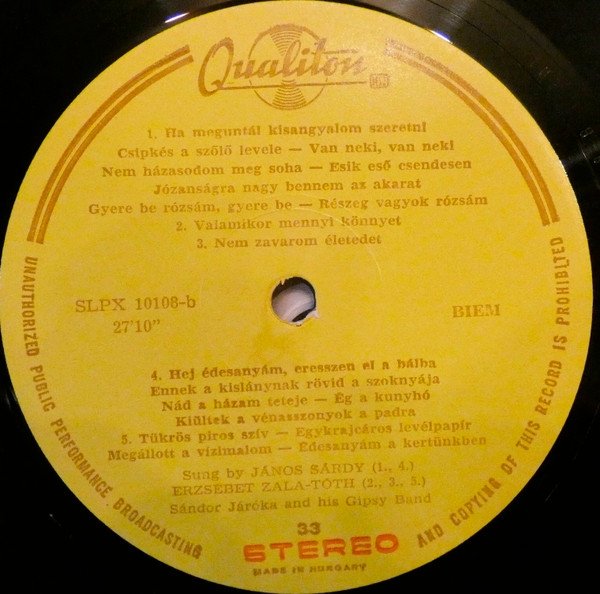 Qualiton
1. Ha meguntál kisangyalom szeretni
Csipkés a szőlő levele — Van neki, van neki
Nem házasodom meg soha — Esik eső csendesen
Józanságra nagy bennem az akarat
Gyere be rózsám, gyere be — Részeg vagyok rózsám
2. Valamikor mennyi könnyet
3. Nem zavarom életedet
SLPX 10108-b
27'10"
BIEM
4. Hej édesanyám, eresszen el a bálba
Ennek a kislánynak rövid a szoknyája
Nád a házam teteje — Ég a kunyhó
Kiültek a vénasszonyok a padra
5. Tükrös piros szív — Egykrajcáros levélpapír
Megállott a vízimalom — Édesanyám a kertünkben
Sung by JÁNOS SÁRDY (1., 4.)
ERZSÉBET ZALA-TÓTH (2., 3., 5.)
Sándor Járóka and his Gipsy Band
33
STEREO
MADE IN HUNGARY
UNAUTHORIZED PUBLIC PERFORMANCE BROADCASTING AND COPYING OF THIS RECORD IS PROHIBITED